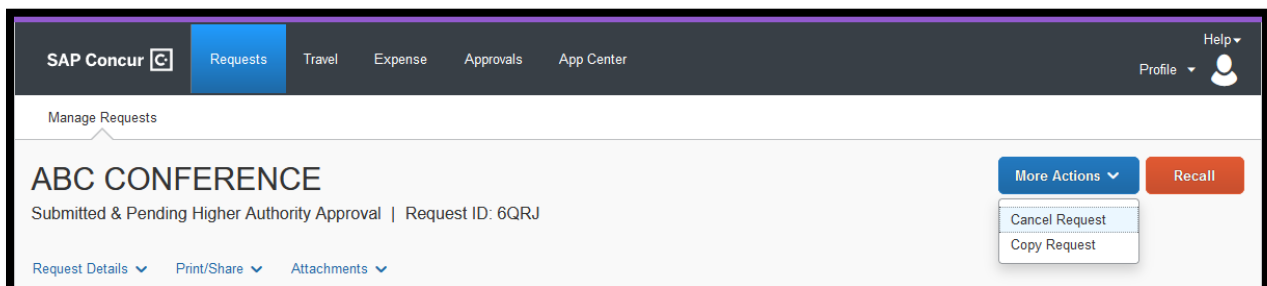 Help
SAP Concur C Requests Travel Expense Approvals App Center
Profile
Manage Requests
ABC CONFERENCE
More Actions Recall
Submitted & Pending Higher Authority Approval | Request ID: 6QRJ
Cancel Request
Copy Request
Request Details Print/Share Attachments